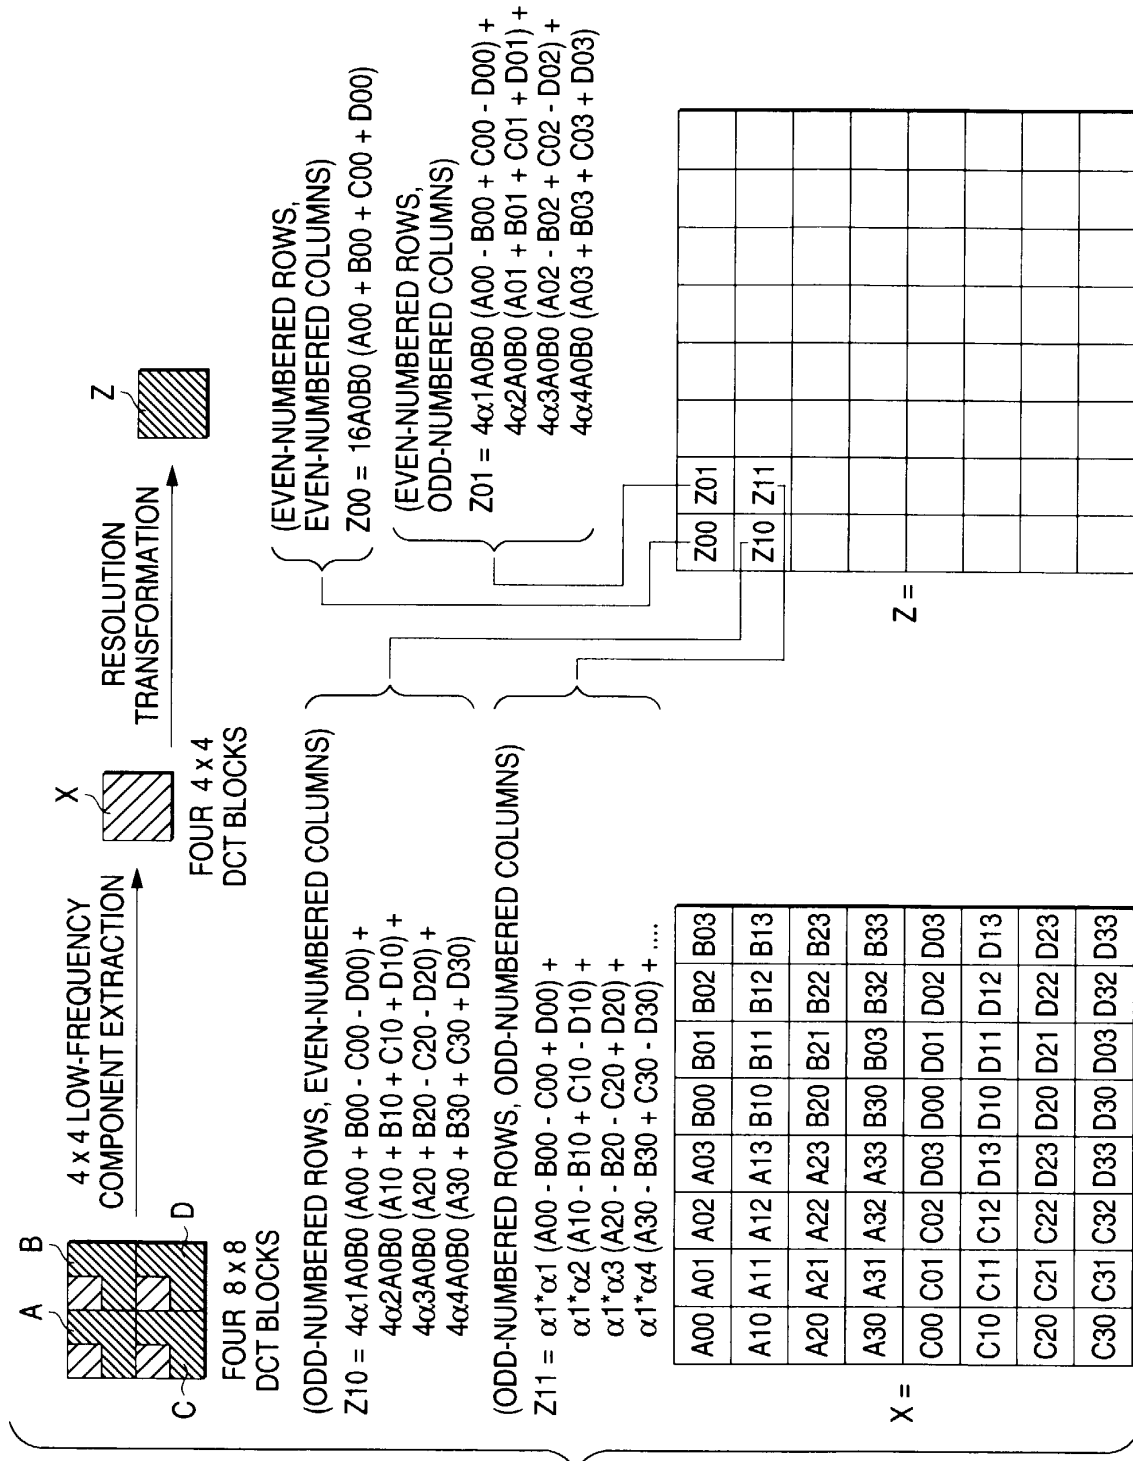 A
B
C
D
FOUR 8 x 8
DCT BLOCKS
4 x 4 LOW-FREQUENCY
COMPONENT EXTRACTION
X
FOUR 4 x 4
DCT BLOCKS
RESOLUTION
TRANSFORMATION
Z
(ODD-NUMBERED ROWS, EVEN-NUMBERED COLUMNS)
Z10 = 4α1A0B0 (A00 + B00 - C00 - D00) +
4α2A0B0 (A10 + B10 + C10 + D10) +
4α3A0B0 (A20 + B20 - C20 - D20) +
4α4A0B0 (A30 + B30 + C30 + D30)
(ODD-NUMBERED ROWS, ODD-NUMBERED COLUMNS)
Z11 = α1*α1 (A00 - B00 - C00 + D00) +
α1*α2 (A10 - B10 + C10 - D10) +
α1*α3 (A20 - B20 - C20 + D20) +
α1*α4 (A30 - B30 + C30 - D30) + ....
(EVEN-NUMBERED ROWS,
EVEN-NUMBERED COLUMNS)
Z00 = 16A0B0 (A00 + B00 + C00 + D00)
(EVEN-NUMBERED ROWS,
ODD-NUMBERED COLUMNS)
Z01 = 4α1A0B0 (A00 - B00 + C00 - D00) +
4α2A0B0 (A01 + B01 + C01 + D01) +
4α3A0B0 (A02 - B02 + C02 - D02) +
4α4A0B0 (A03 + B03 + C03 + D03)
X =
A00 A01 A02 A03 B00 B01 B02 B03
A10 A11 A12 A13 B10 B11 B12 B13
A20 A21 A22 A23 B20 B21 B22 B23
A30 A31 A32 A33 B30 B03 B32 B33
C00 C01 C02 D03 D00 D01 D02 D03
C10 C11 C12 D13 D10 D11 D12 D13
C20 C21 C22 D23 D20 D21 D22 D23
C30 C31 C32 D33 D30 D03 D32 D33
Z =
Z00 Z01
Z10 Z11